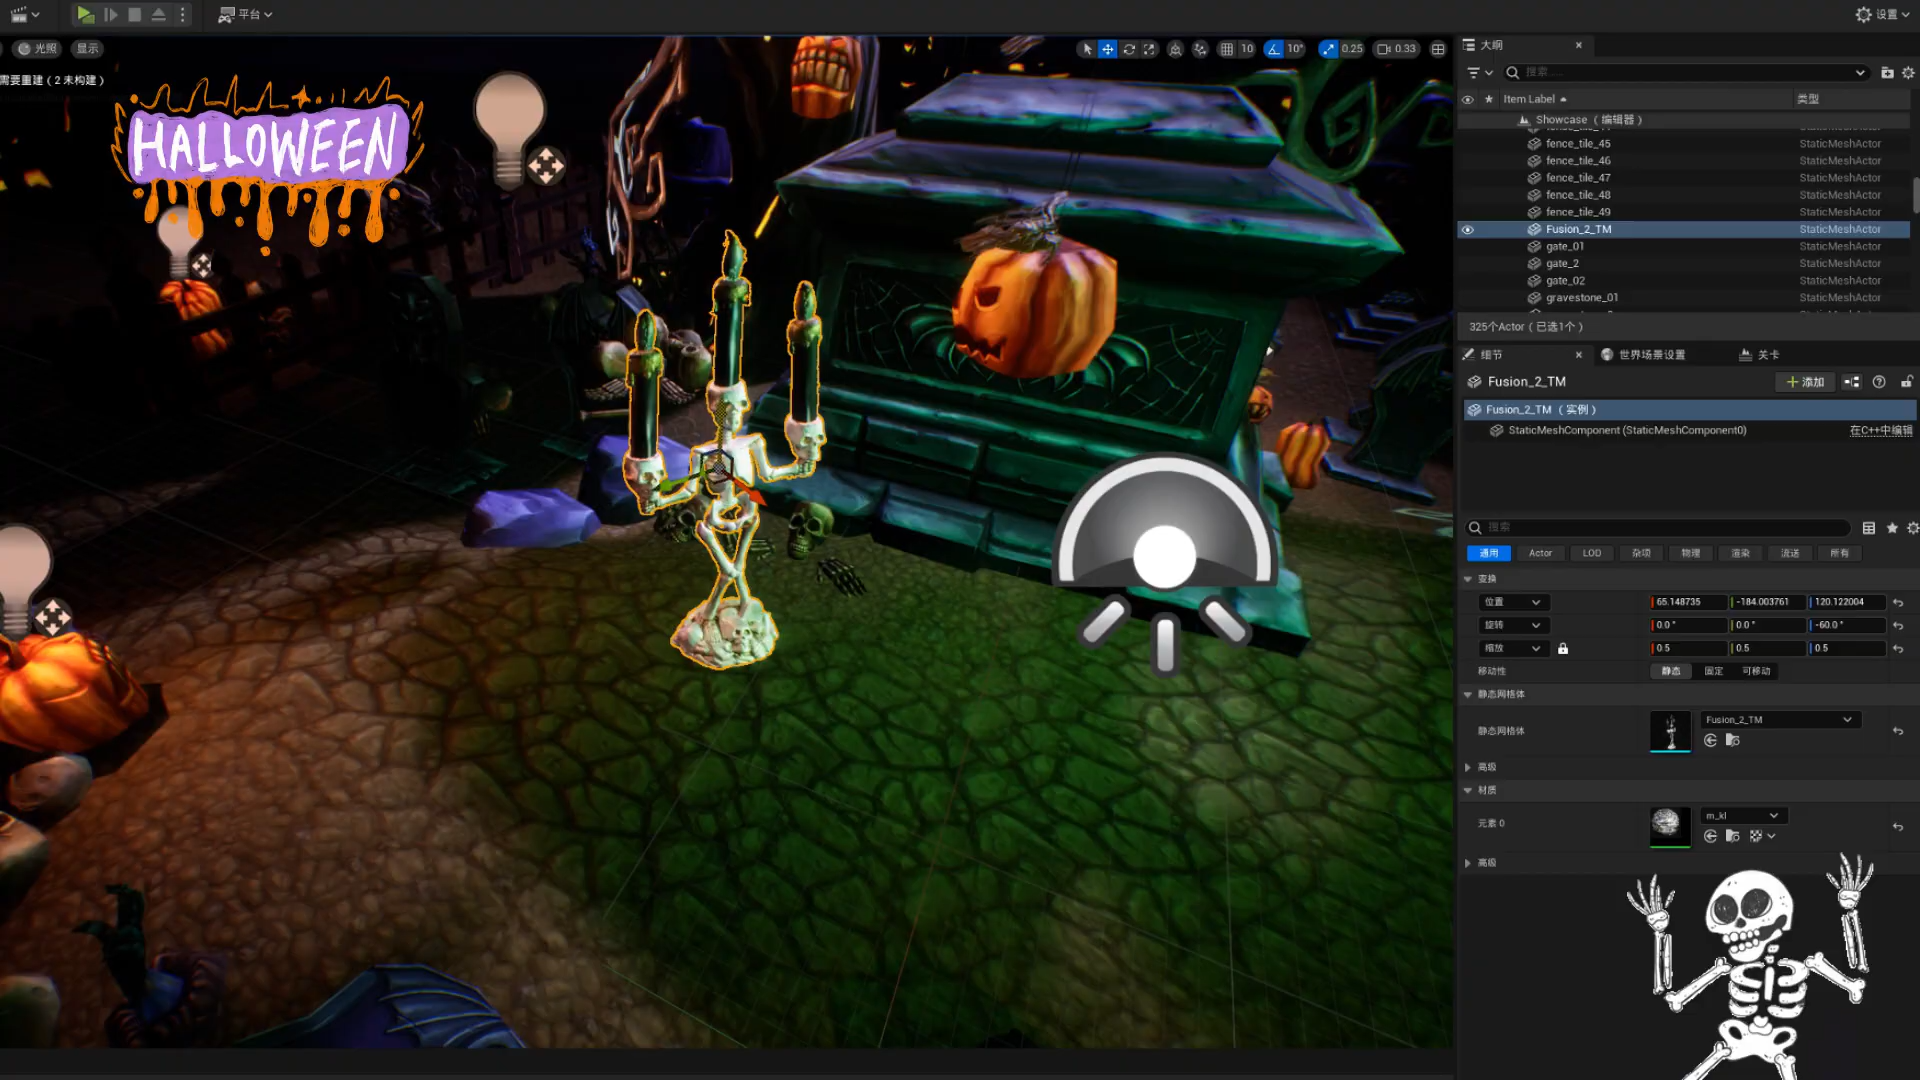 平台
设置
光照
显示
10
10°
0.25
0.33
需要重建（2 未构建）
HALLOWEEN
大纲
搜索...
Item Label
类型
Showcase（编辑器）
fence_tile_45 StaticMeshActor
fence_tile_46 StaticMeshActor
fence_tile_47 StaticMeshActor
fence_tile_48 StaticMeshActor
fence_tile_49 StaticMeshActor
Fusion_2_TM StaticMeshActor
gate_01 StaticMeshActor
gate_2 StaticMeshActor
gate_02 StaticMeshActor
gravestone_01 StaticMeshActor
325个Actor（已选1个）
细节
世界场景设置
关卡
Fusion_2_TM
添加
Fusion_2_TM（实例）
StaticMeshComponent (StaticMeshComponent0)
在C++中编辑
搜索
通用 Actor LOD 杂项 物理 渲染 流送 所有
变换
位置 65.148735 -184.003761 120.122004
旋转 0.0° 0.0° -60.0°
缩放 0.5 0.5 0.5
移动性 静态 固定 可移动
静态网格体
静态网格体 Fusion_2_TM
高级
材质
元素 0 m_kl
高级